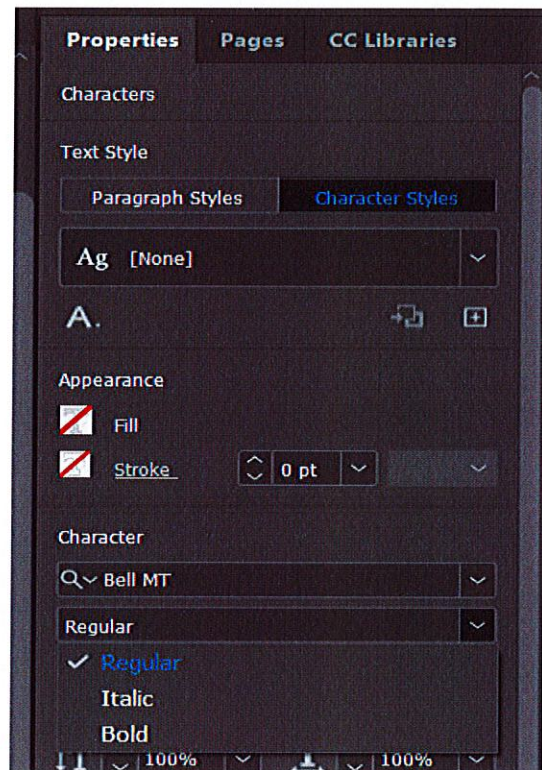 Properties Pages CC Libraries
Characters
Text Style
Paragraph Styles Character Styles
Ag [None]
A.
Appearance
Fill
Stroke 0 pt
Character
Bell MT
Regular
Regular
Italic
Bold
100% 100%